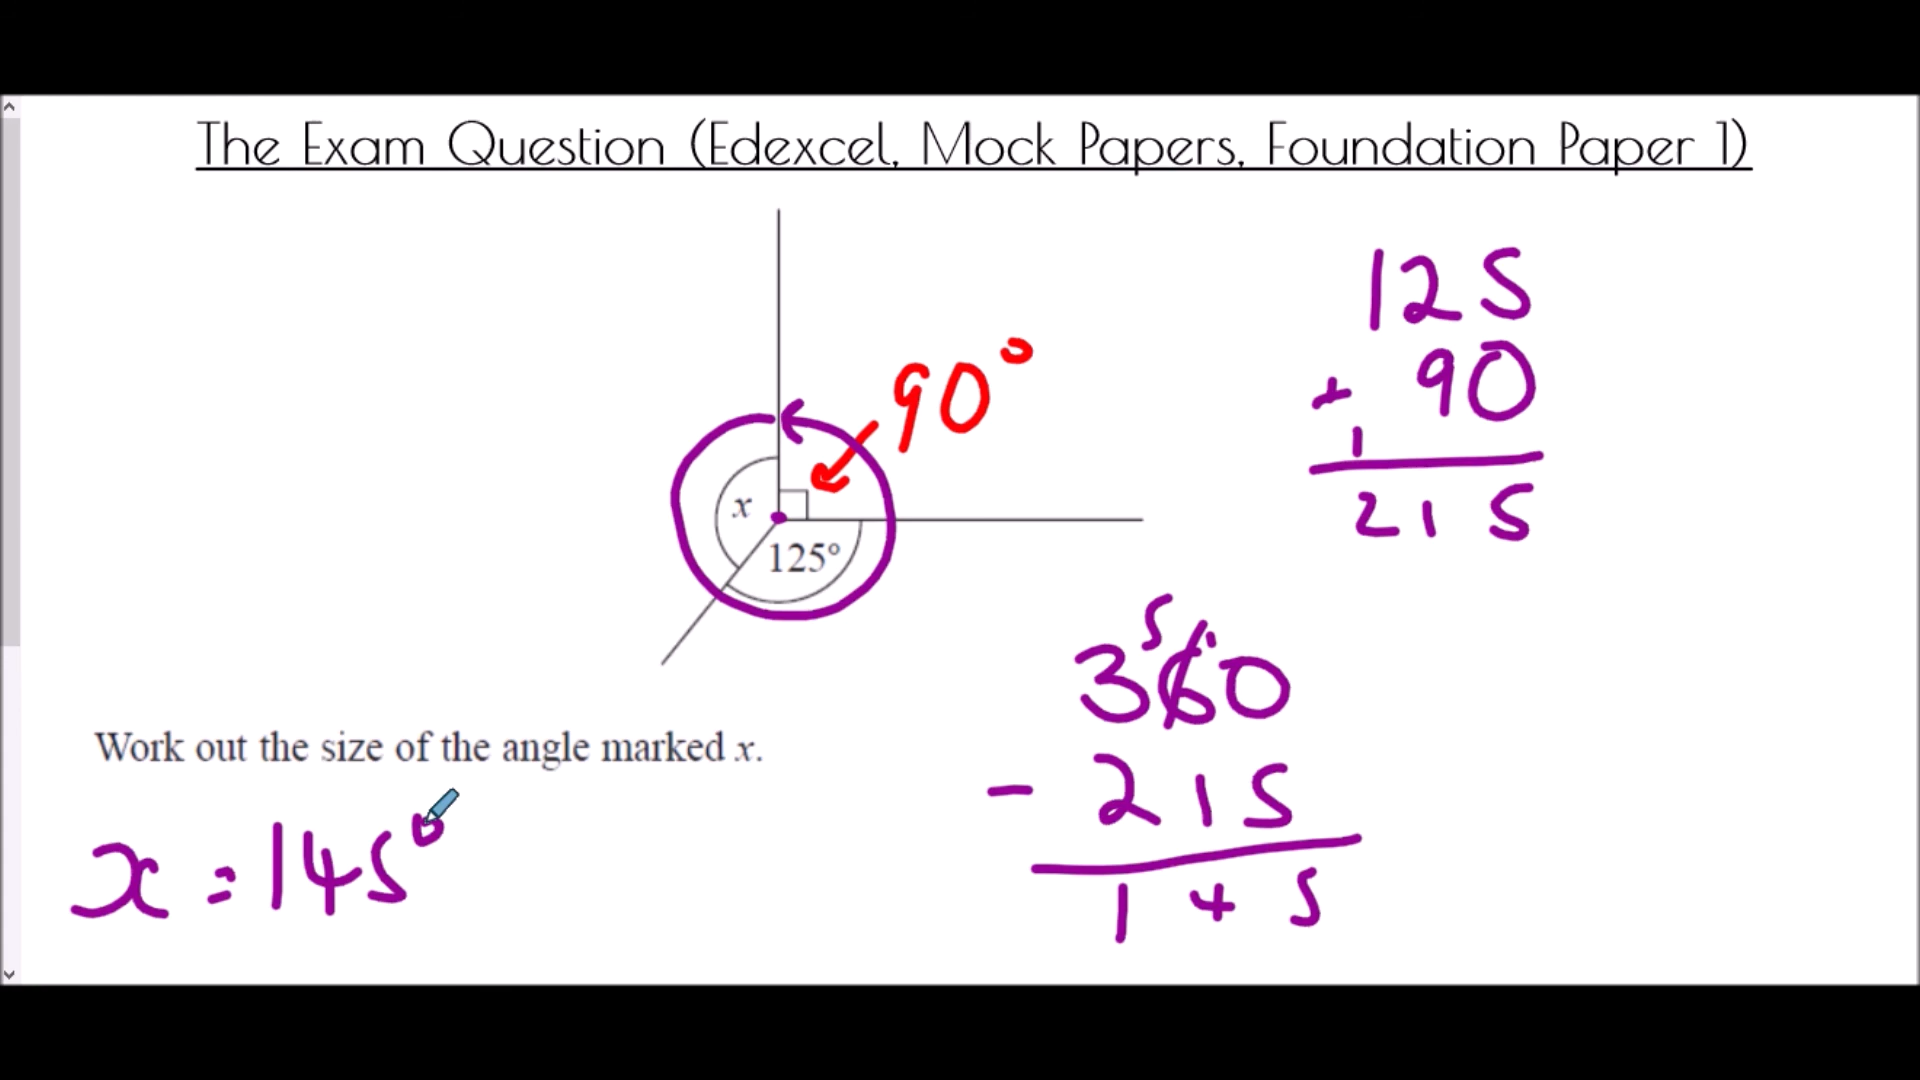 The Exam Question (Edexcel, Mock Papers, Foundation Paper 1)
125
+ 90
1
215
90°
x
125°
5 1
360
- 215
145
Work out the size of the angle marked x.
x = 145°